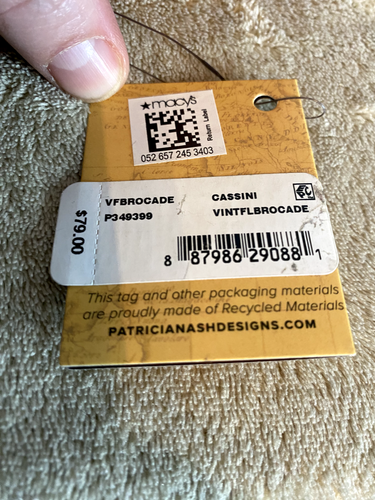 ★macy's
Return Label
052 657 245 3403
$79.00
VFBROCADE
CASSINI
P349399
VINTFLBROCADE
8 87986 29088 1
This tag and other packaging materials
are proudly made of Recycled Materials
PATRICIANASHDESIGNS.COM